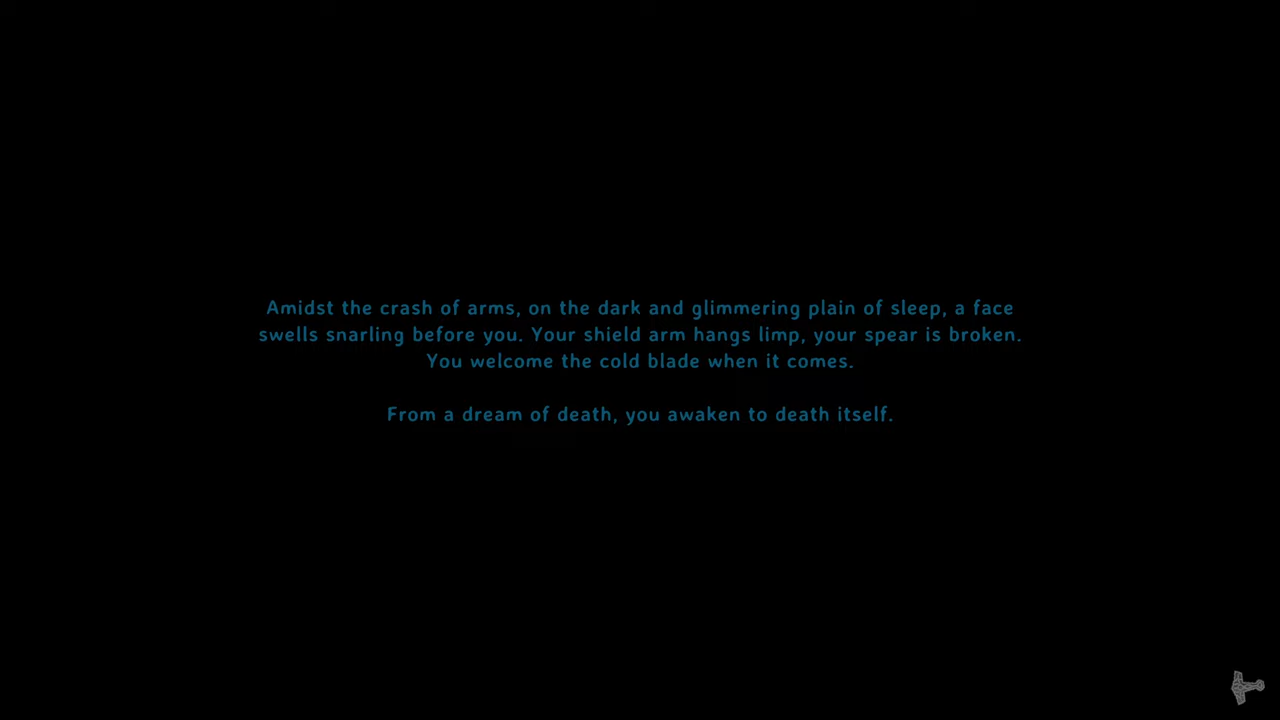 Amidst the crash of arms, on the dark and glimmering plain of sleep, a face
swells snarling before you. Your shield arm hangs limp, your spear is broken.
You welcome the cold blade when it comes.
From a dream of death, you awaken to death itself.